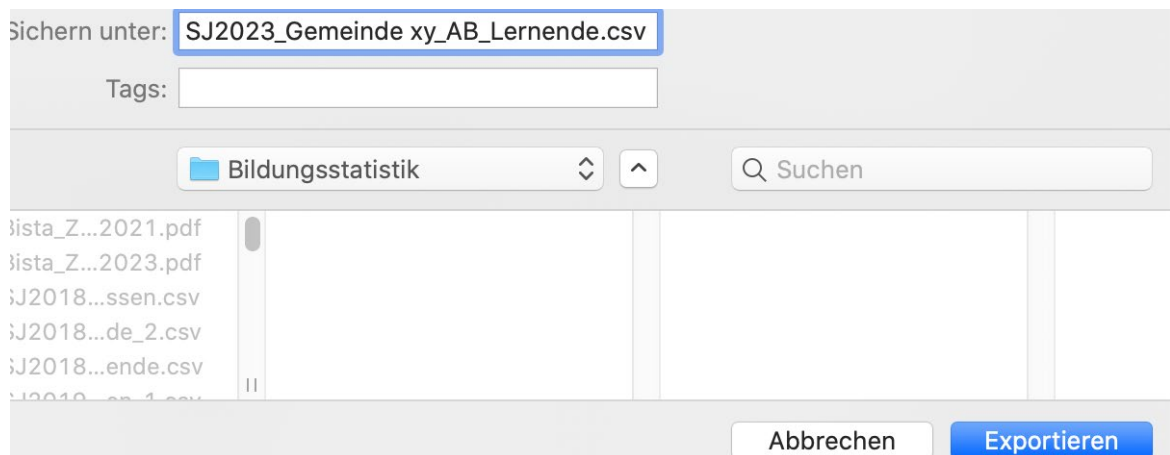 Sichern unter: SJ2023_Gemeinde xy_AB_Lernende.csv
Tags:
Bildungsstatistik
Suchen
Bista_Z...2021.pdf
Bista_Z...2023.pdf
SJ2018...ssen.csv
SJ2018...de_2.csv
SJ2018...ende.csv
Abbrechen Exportieren